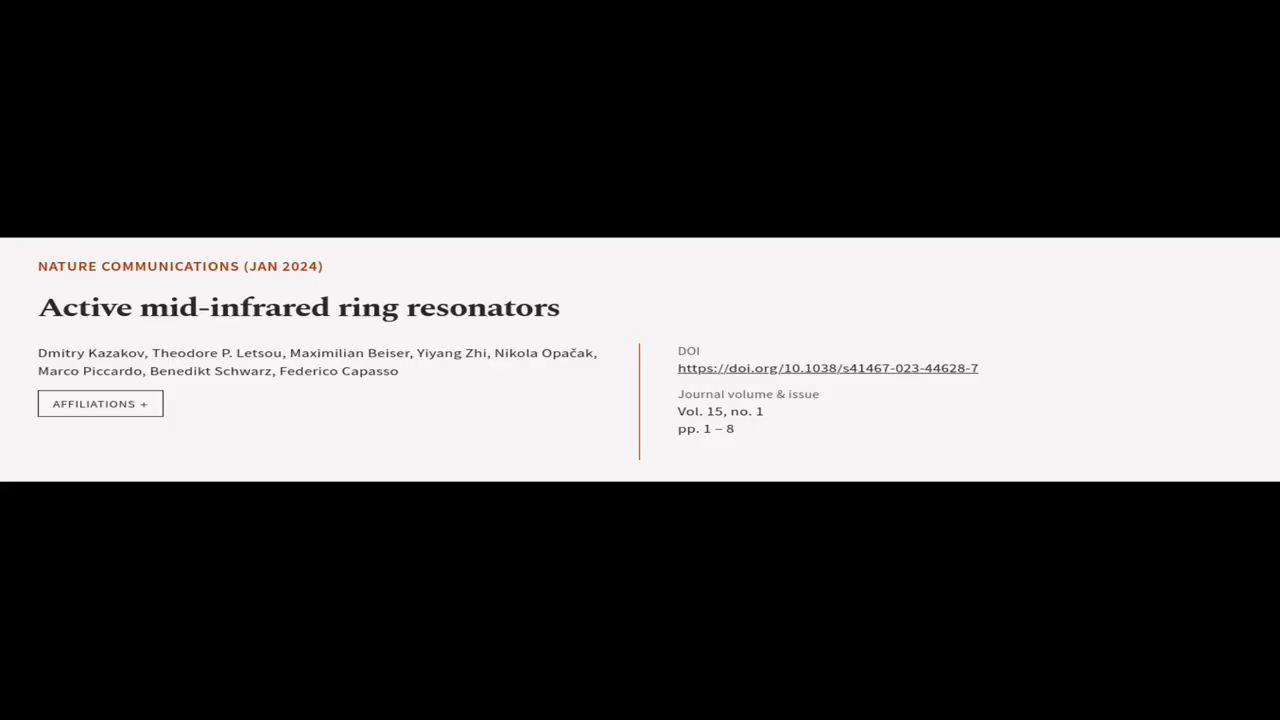 NATURE COMMUNICATIONS (JAN 2024)
Active mid-infrared ring resonators
Dmitry Kazakov, Theodore P. Letsou, Maximilian Beiser, Yiyang Zhi, Nikola Opačak,
Marco Piccardo, Benedikt Schwarz, Federico Capasso
AFFILIATIONS +
DOI
https://doi.org/10.1038/s41467-023-44628-7
Journal volume & issue
Vol. 15, no. 1
pp. 1 – 8